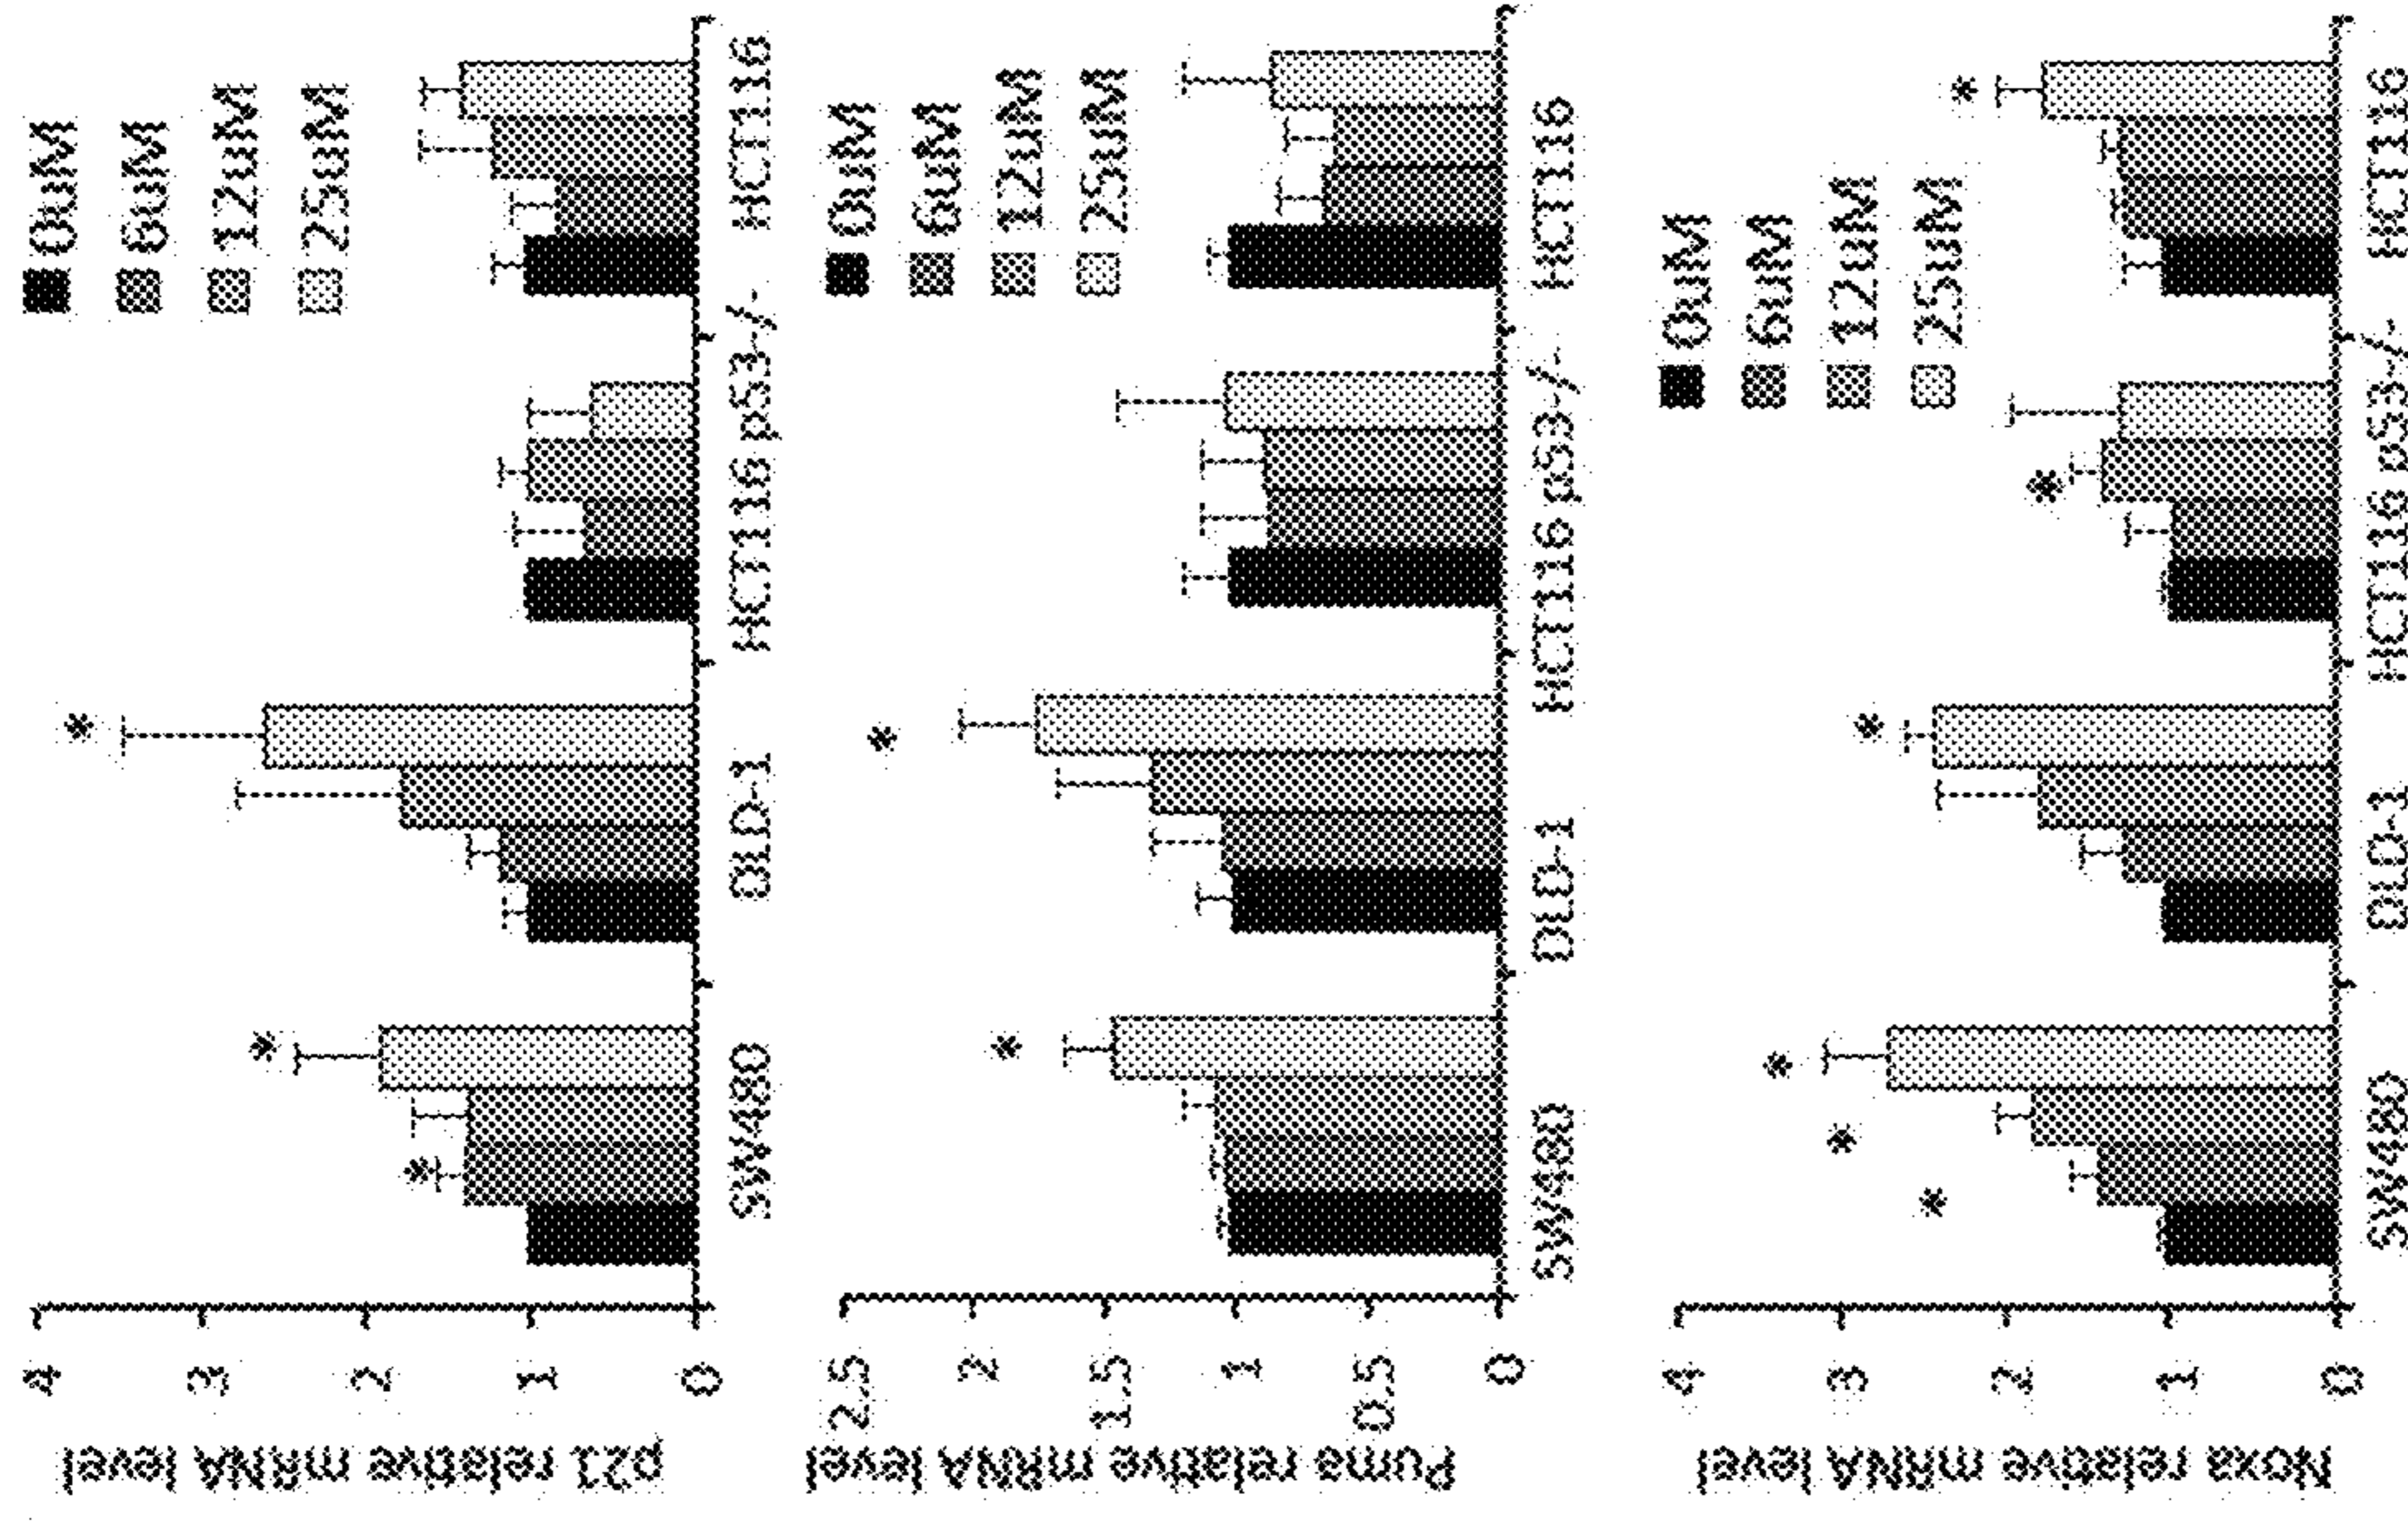 p21 relative mRNA level
4
3
2
1
0
0uM
6uM
12uM
25uM
*
*
*
SW480 DLD-1 HCT116 p53-/- HCT116
Puma relative mRNA level
2.5
2
1.5
1
0.5
0
0uM
6uM
12uM
25uM
*
*
SW480 DLD-1 HCT116 p53-/- HCT116
Noxa relative mRNA level
4
3
2
1
0
0uM
6uM
12uM
25uM
*
*
*
*
*
*
SW480 DLD-1 HCT116 p53-/- HCT116